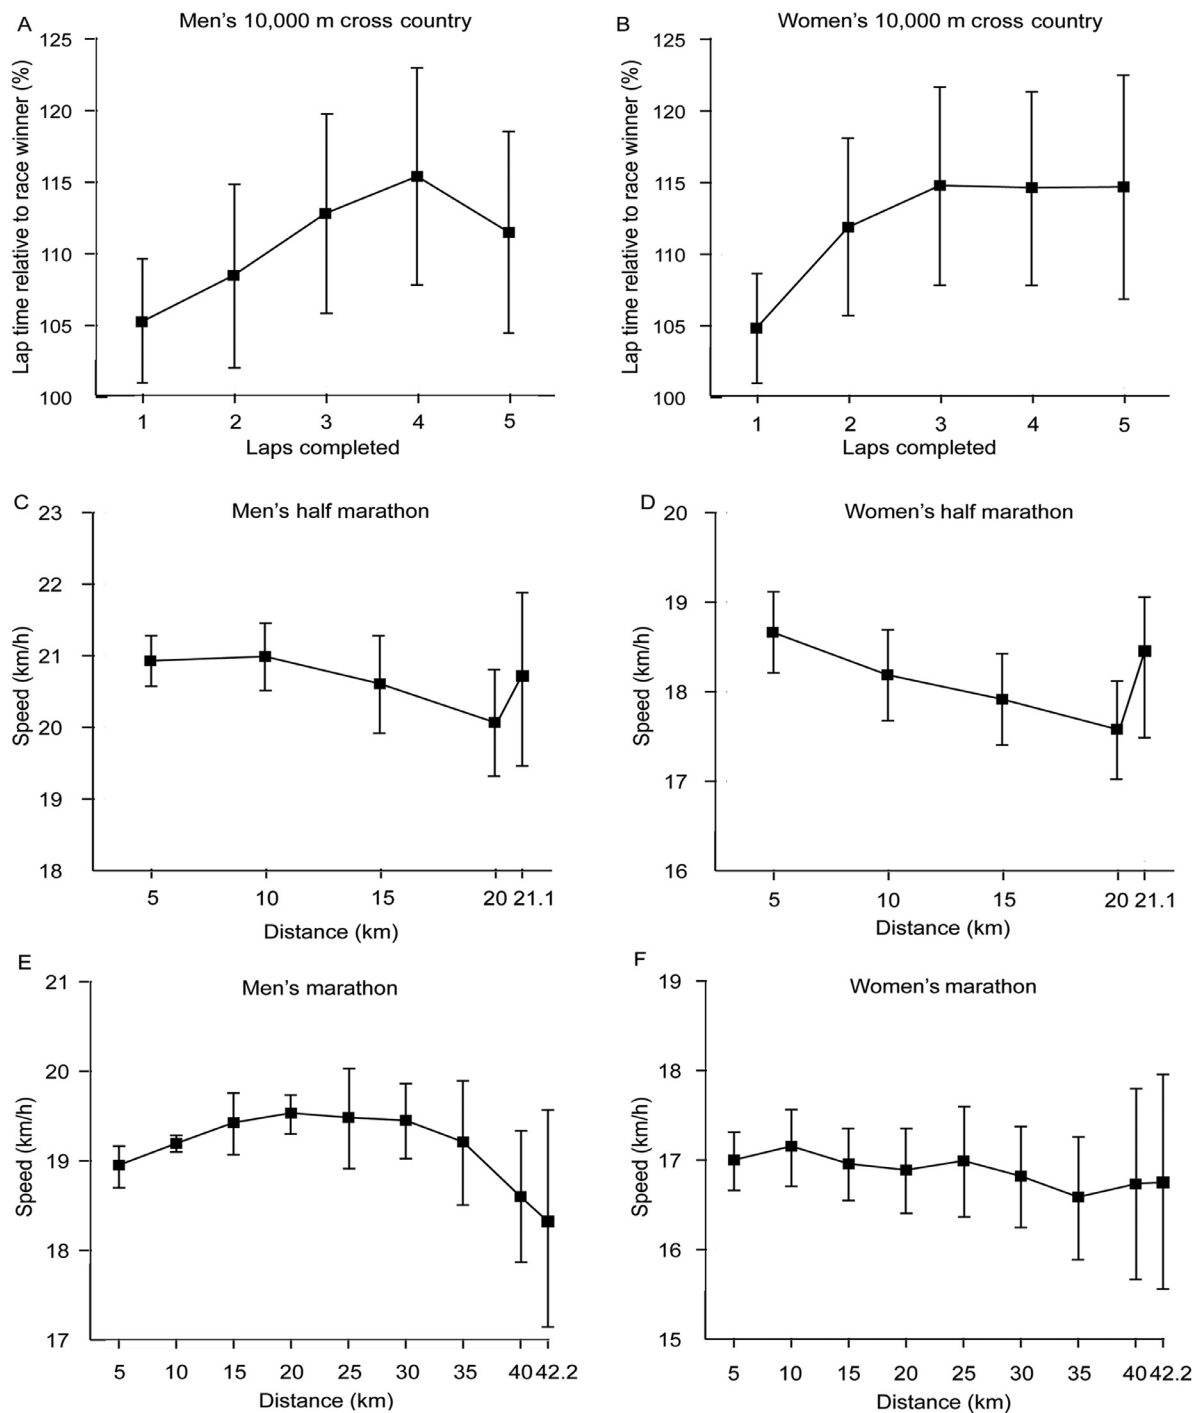 A
Men's 10,000 m cross country
Lap time relative to race winner (%)
125
120
115
110
105
100
1 2 3 4 5
Laps completed
B
Women's 10,000 m cross country
Lap time relative to race winner (%)
125
120
115
110
105
100
1 2 3 4 5
Laps completed
C
Men's half marathon
Speed (km/h)
23
22
21
20
19
18
5 10 15 20 21.1
Distance (km)
D
Women's half marathon
Speed (km/h)
20
19
18
17
16
5 10 15 20 21.1
Distance (km)
E
Men's marathon
Speed (km/h)
21
20
19
18
17
5 10 15 20 25 30 35 40 42.2
Distance (km)
F
Women's marathon
Speed (km/h)
19
18
17
16
15
5 10 15 20 25 30 35 40 42.2
Distance (km)